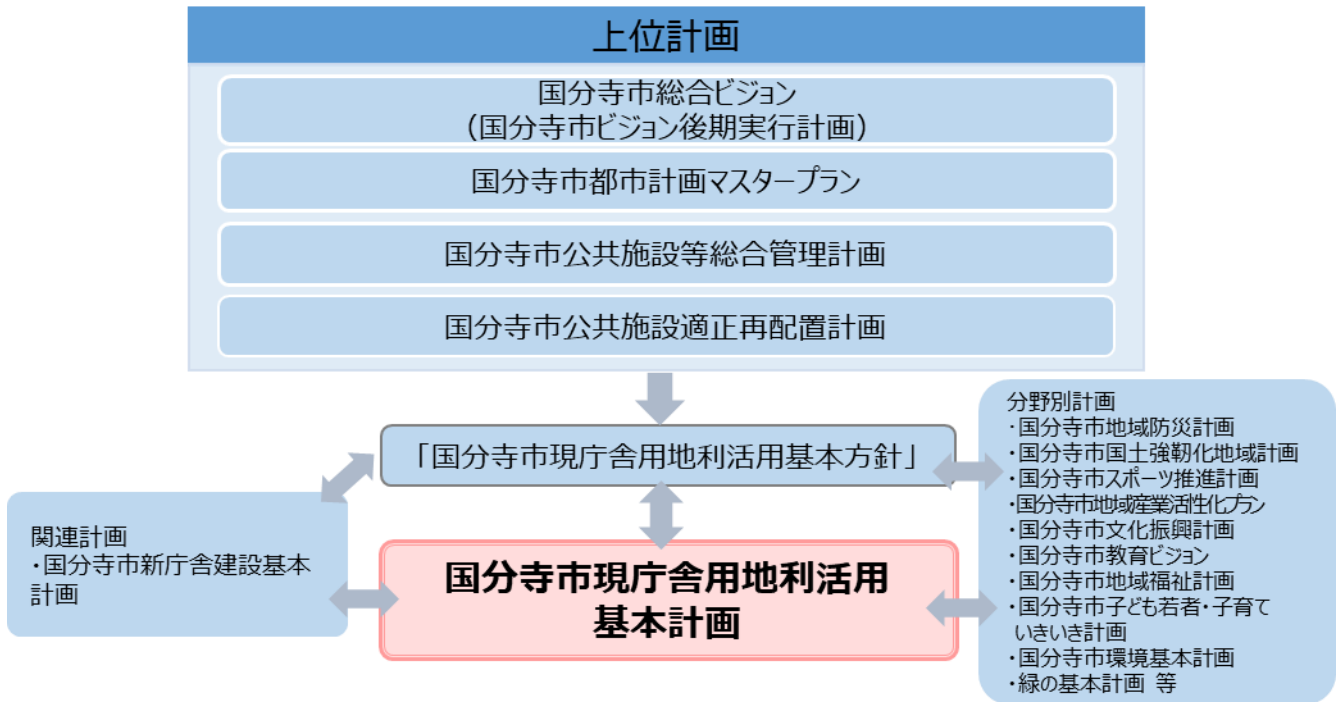 上位計画
国分寺市総合ビジョン
（国分寺市ビジョン後期実行計画）
国分寺市都市計画マスタープラン
国分寺市公共施設等総合管理計画
国分寺市公共施設適正再配置計画
「国分寺市現庁舎用地利活用基本方針」
関連計画
・国分寺市新庁舎建設基本
計画
国分寺市現庁舎用地利活用
基本計画
分野別計画
・国分寺市地域防災計画
・国分寺市国土強靭化地域計画
・国分寺市スポーツ推進計画
・国分寺市地域産業活性化プラン
・国分寺市文化振興計画
・国分寺市教育ビジョン
・国分寺市地域福祉計画
・国分寺市子ども若者・子育て
いきいき計画
・国分寺市環境基本計画
・緑の基本計画 等